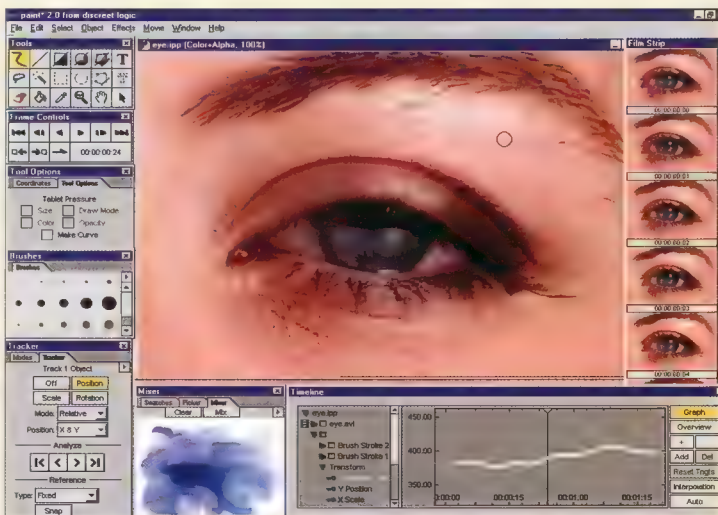 paint* 2.0 from discreet logic
File Edit Select Object Effects Movie Window Help
Tools
T
Frame Controls
00:00:00:24
Tool Options
Coordinates Tool Options
Tablet Pressure
Size Draw Mode
Color Opacity
Make Curve
Brushes
Brushes
Tracker
Modes Tracker
Track 1 Object
Off Position
Scale Rotation
Mode: Relative
Position: X & Y
Analyze
Reference
Type: Fixed
Snap
eye.ipp (Color+Alpha, 100%)
Film Strip
00:00:00:00
00:00:00:01
00:00:00:02
00:00:00:03
00:00:00:04
Mixer
Swatches Picker Mixer
Clear Mix
Timeline
eye.ipp
eye.avi
Brush Stroke 2
Brush Stroke 1
Transform
Y Position
X Scale
450.00
400.00
350.00
0:00:00 00:00:15 00:01:00 00:01:15
Graph
Overview
+
Add Del
Reset Tngts
Interpolation
Auto